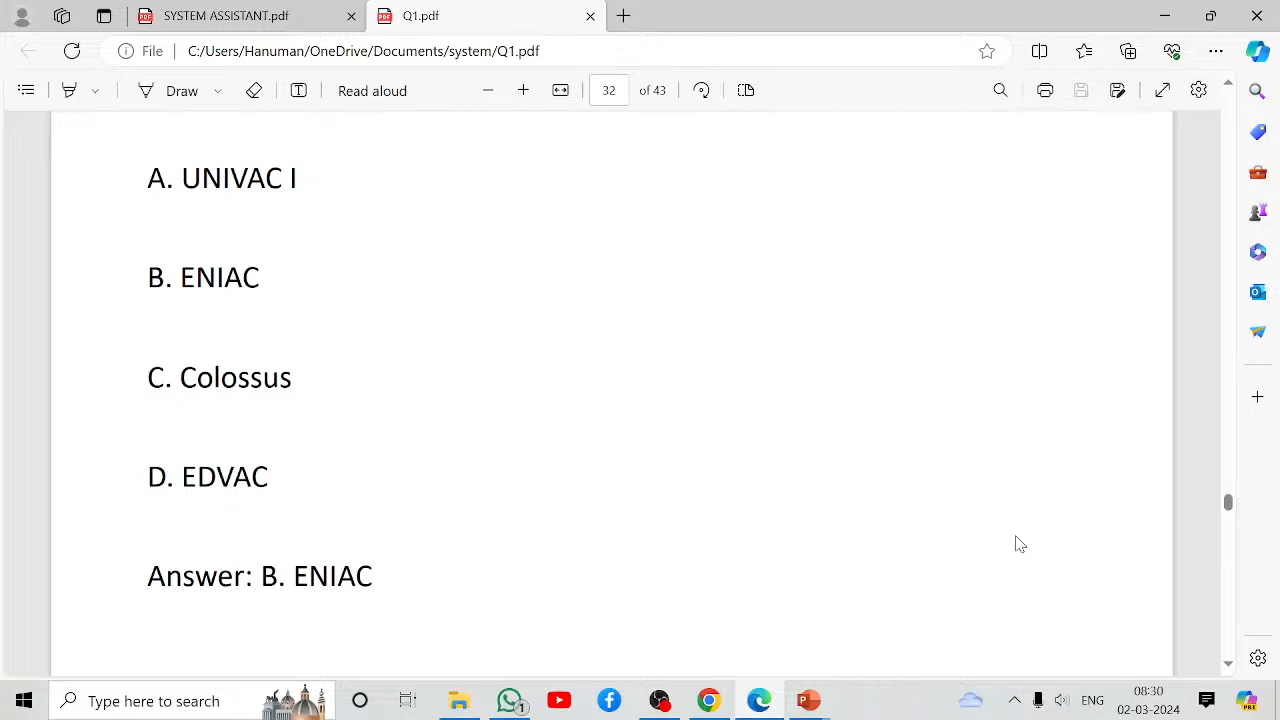 SYSTEM ASSISTANT.pdf
Q1.pdf
File
C:/Users/Hanuman/OneDrive/Documents/system/Q1.pdf
Draw
Read aloud
32
of 43
A. UNIVAC I
B. ENIAC
C. Colossus
D. EDVAC
Answer: B. ENIAC
Type here to search
1
ENG
08:30
02-03-2024